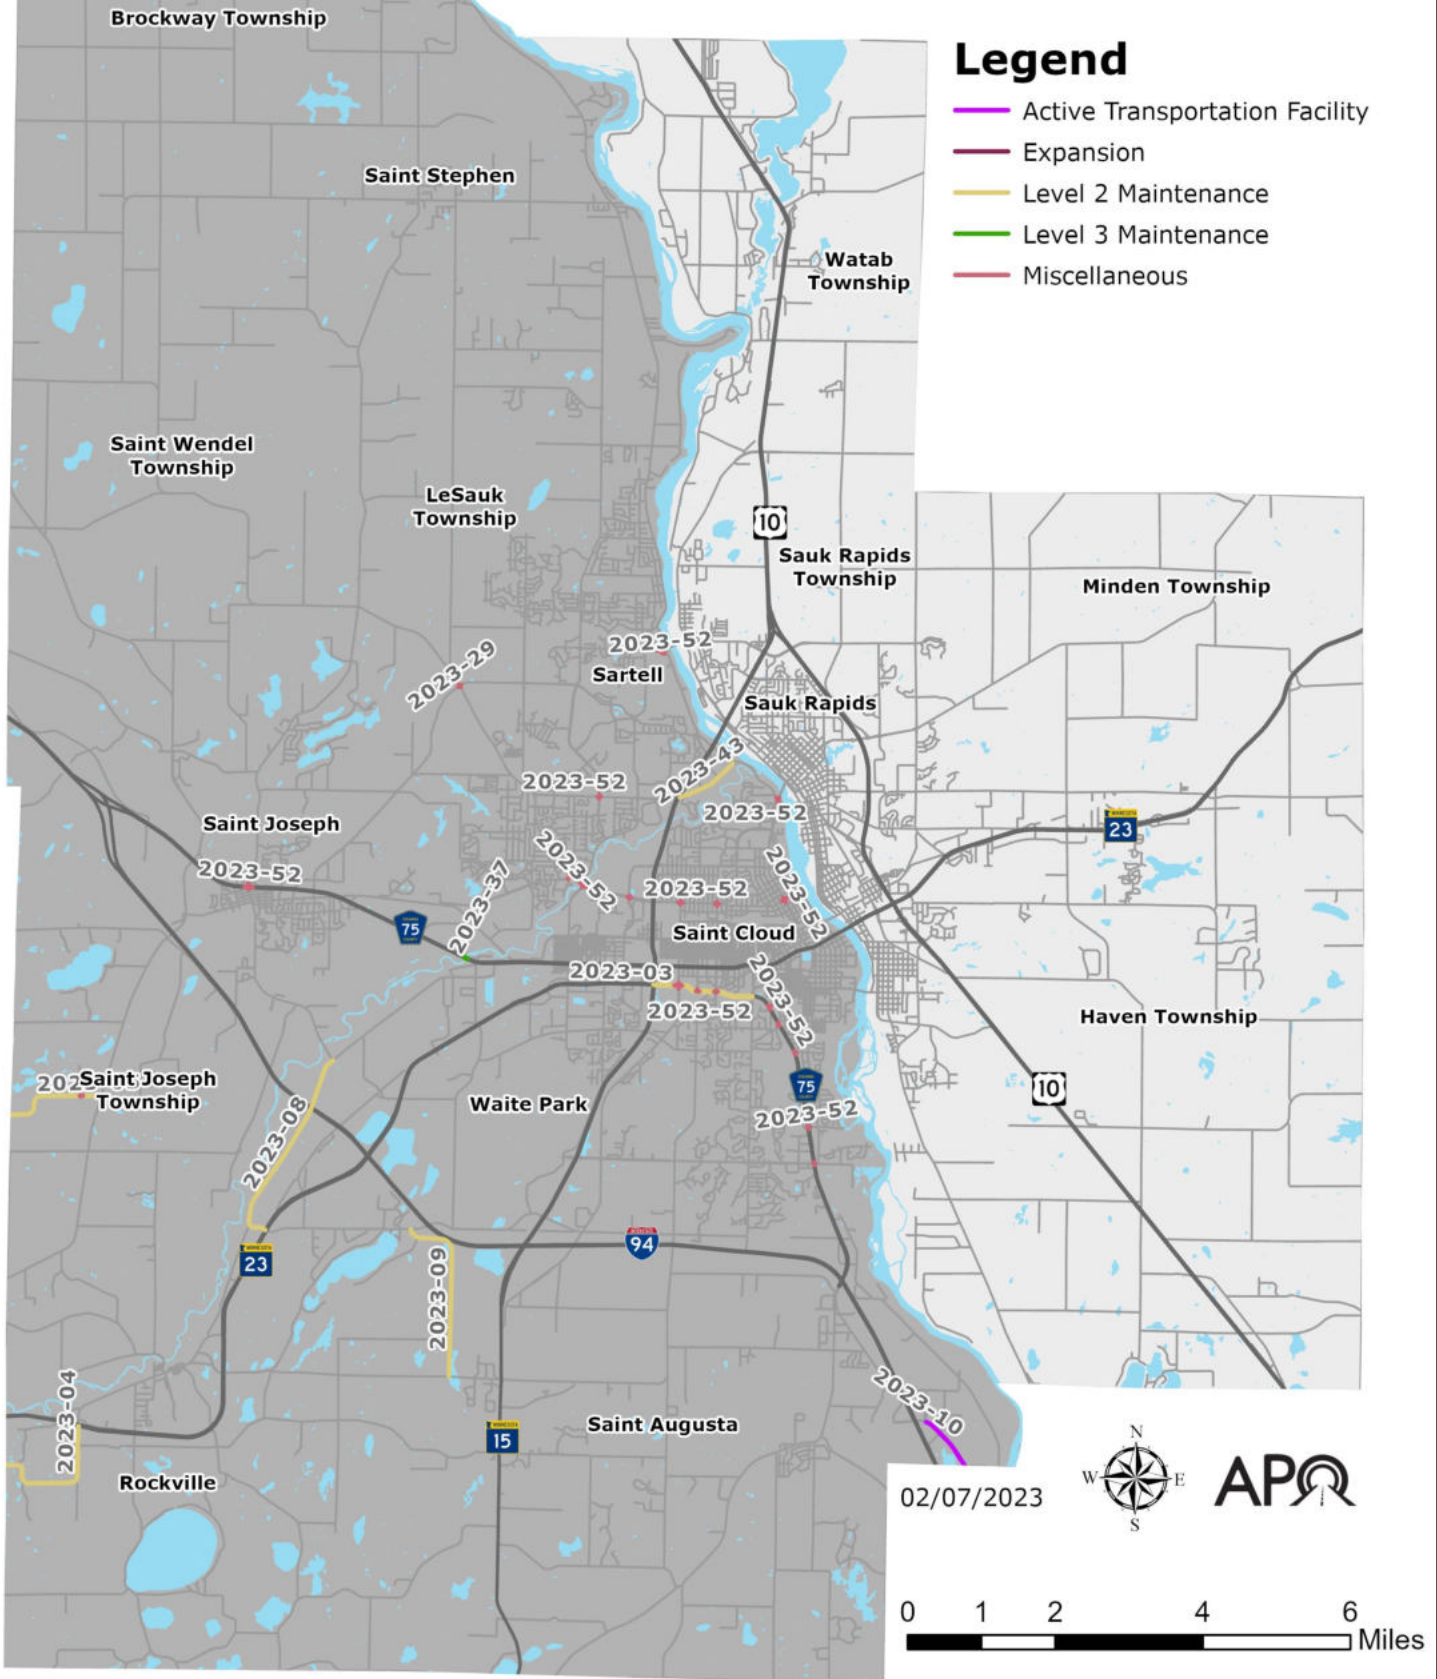 Brockway Township
Legend
Active Transportation Facility
Expansion
Saint Stephen
Level 2 Maintenance
Level 3 Maintenance
Watab
Township
Miscellaneous
Saint Wendel
Township
LeSauk
Township
10
Sauk Rapids
Township
Minden Township
2023-52
2023-29
Sartell
Sauk Rapids
2023-43
2023-52
2023-52
Saint Joseph
23
2023-52
2023-37
2023-52
2023-52
2023-52
75
Saint Cloud
2023-03
2023-52
2023-52
Haven Township
Saint Joseph
Township
75
10
2023-08
Waite Park
2023-52
94
23
2023-09
2023-04
2023-10
Saint Augusta
15
Rockville
N
W
E
S
02/07/2023
APO
0 1 2 4 6
Miles